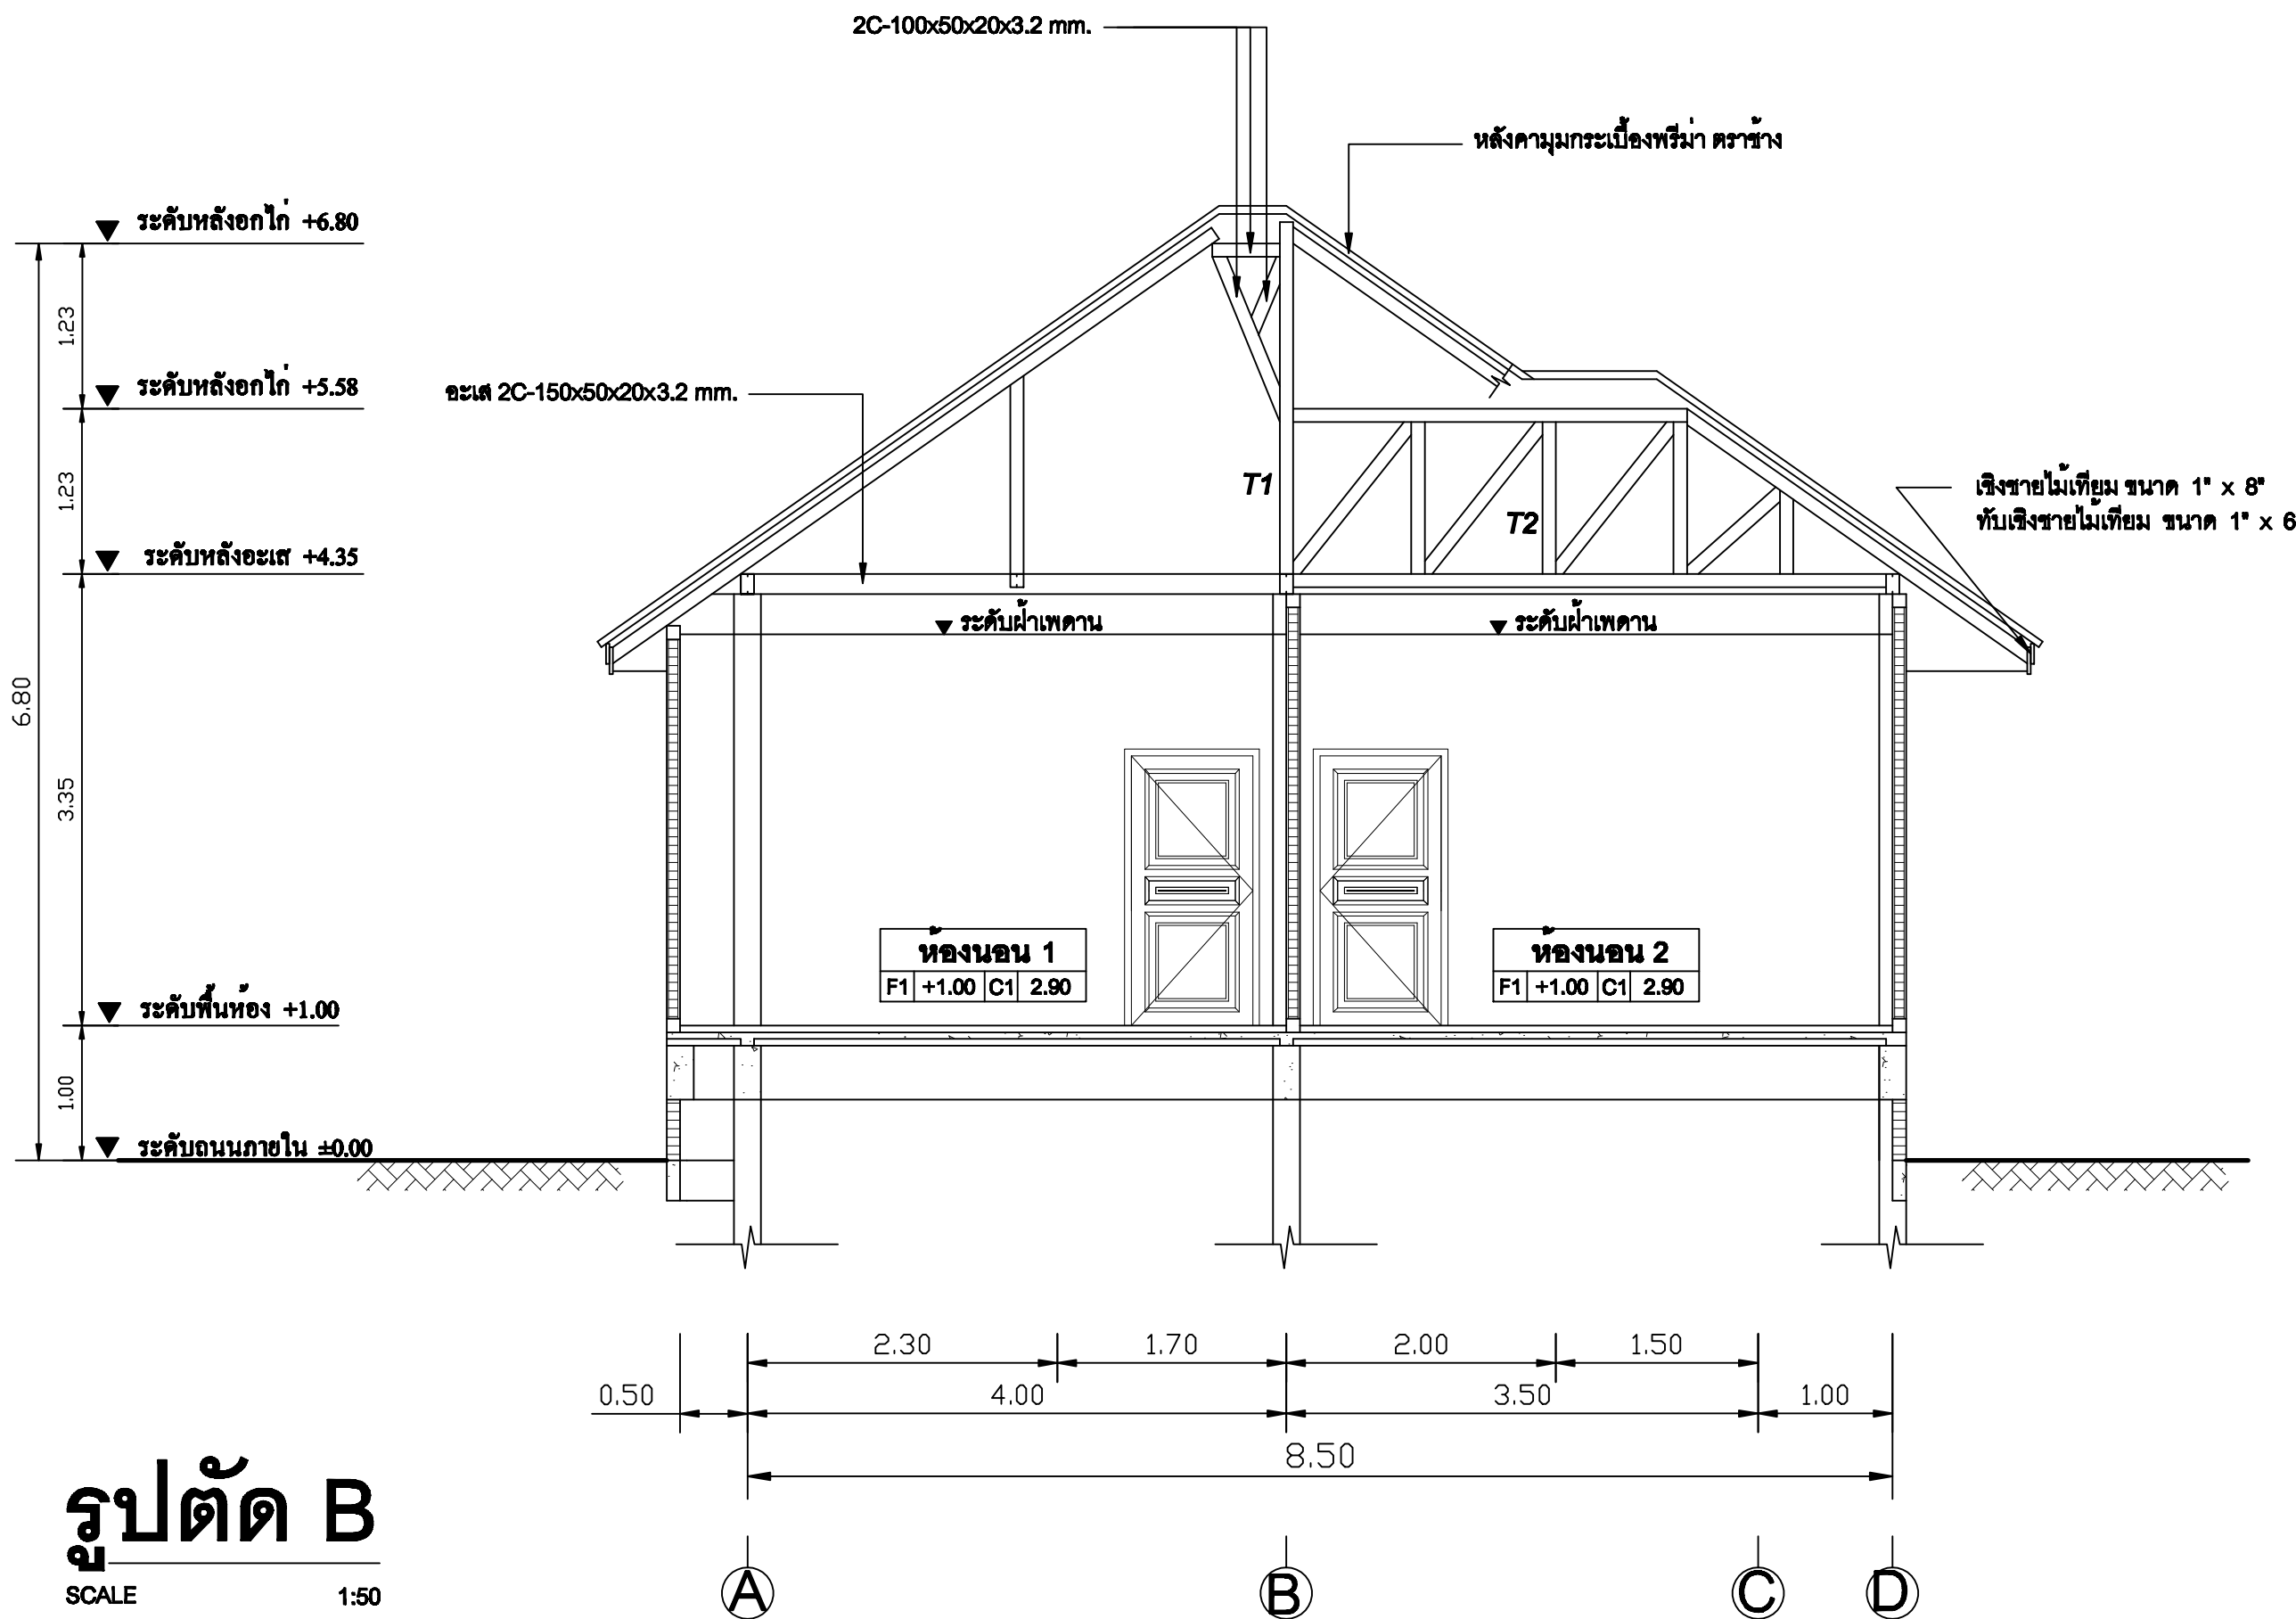 2C-100x50x20x3.2 mm.
หลังคามุมกระเบื้องพรีม่า ตราช้าง
ระดับหลังอกไก่ +6.80
1.23
ระดับหลังอกไก่ +5.58
อะเส 2C-150x50x20x3.2 mm.
1.23
T1
T2
เชิงชายไม้เทียม ขนาด 1" x 8"
ทับเชิงชายไม้เทียม ขนาด 1" x 6
ระดับหลังอะเส +4.35
ระดับฝ้าเพดาน
ระดับฝ้าเพดาน
6.80
3.35
ห้องนอน 1
F1 +1.00 C1 2.90
ห้องนอน 2
F1 +1.00 C1 2.90
ระดับพื้นห้อง +1.00
1.00
ระดับถนนภายใน ±0.00
2.30 1.70 2.00 1.50
0.50 4.00 3.50 1.00
8.50
รูปตัด B
SCALE 1:50
A B C D